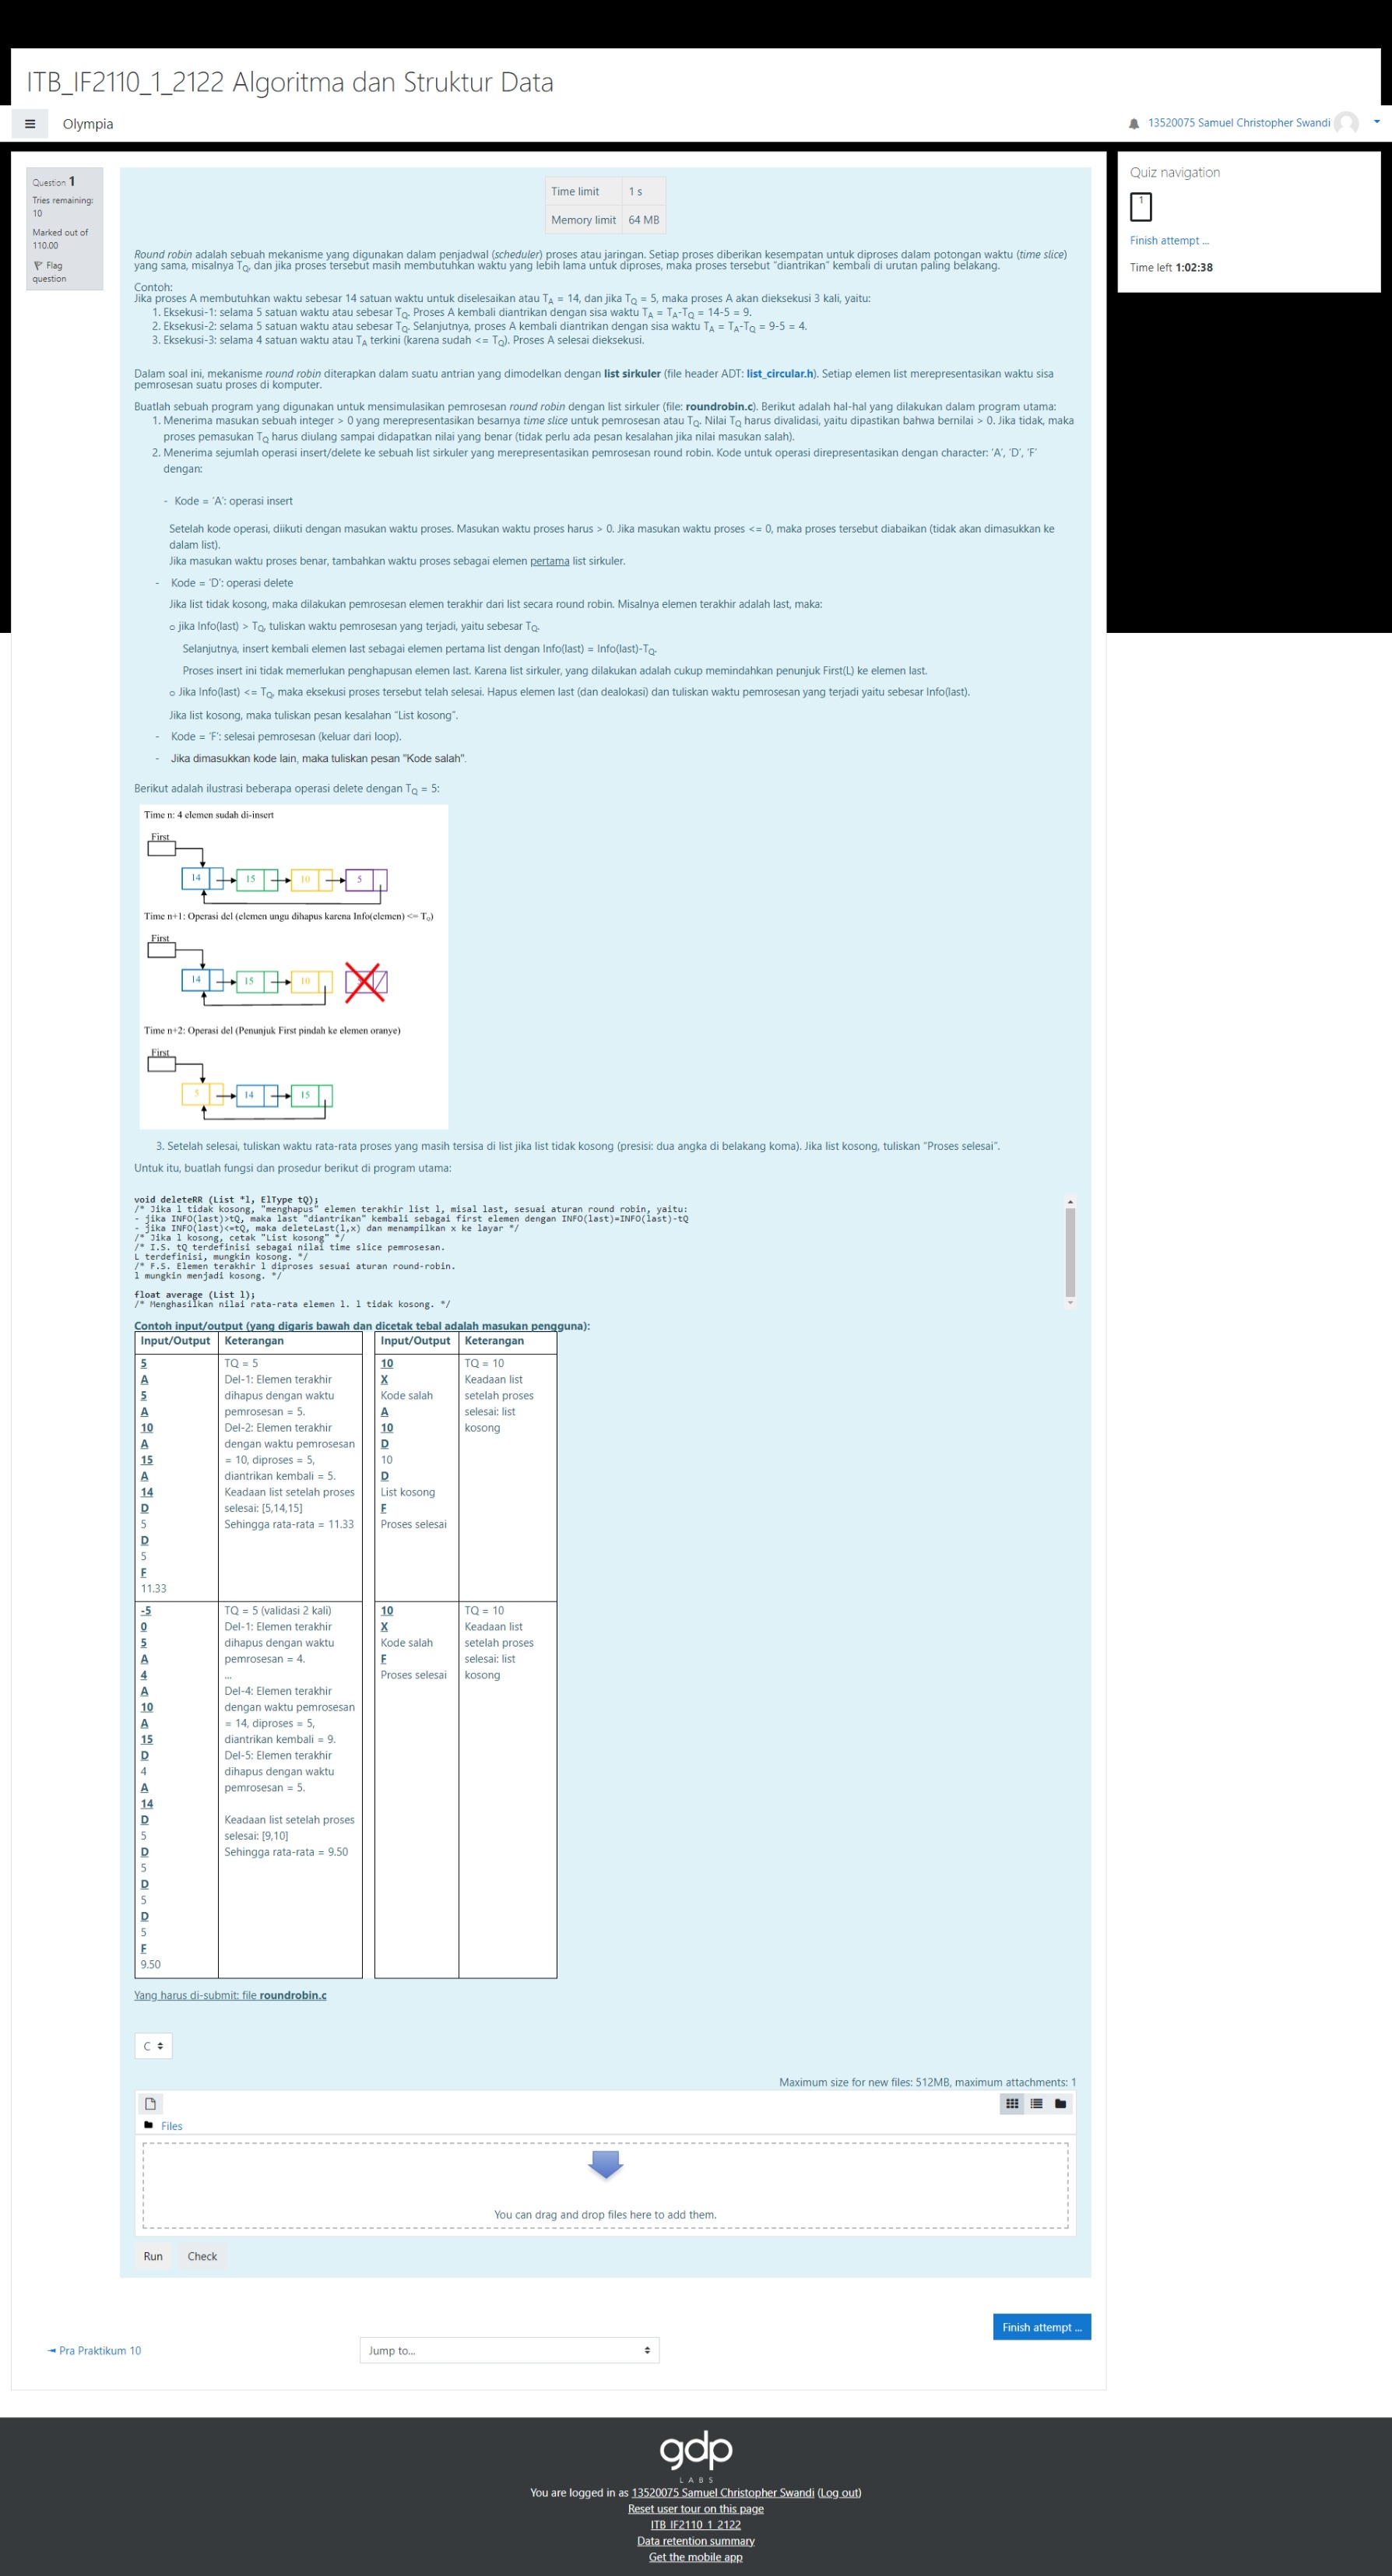 ITB_IF2110_1_2122 Algoritma dan Struktur Data
Olympia
13520075 Samuel Christopher Swandi
Question 1
Tries remaining:
10
Marked out of
110.00
Flag
question
Time limit 1 s
Memory limit 64 MB
Round robin adalah sebuah mekanisme yang digunakan dalam penjadwal (scheduler) proses atau jaringan. Setiap proses diberikan kesempatan untuk diproses dalam potongan waktu (time slice)
yang sama, misalnya TQ, dan jika proses tersebut masih membutuhkan waktu yang lebih lama untuk diproses, maka proses tersebut "diantrikan" kembali di urutan paling belakang.
Contoh:
Jika proses A membutuhkan waktu sebesar 14 satuan waktu untuk diselesaikan atau TA = 14, dan jika TQ = 5, maka proses A akan dieksekusi 3 kali, yaitu:
1. Eksekusi-1: selama 5 satuan waktu atau sebesar TQ. Proses A kembali diantrikan dengan sisa waktu TA = TA-TQ = 14-5 = 9.
2. Eksekusi-2: selama 5 satuan waktu atau sebesar TQ. Selanjutnya, proses A kembali diantrikan dengan sisa waktu TA = TA-TQ = 9-5 = 4.
3. Eksekusi-3: selama 4 satuan waktu atau TA terkini (karena sudah <= TQ). Proses A selesai dieksekusi.
Dalam soal ini, mekanisme round robin diterapkan dalam suatu antrian yang dimodelkan dengan list sirkuler (file header ADT: list_circular.h). Setiap elemen list merepresentasikan waktu sisa
pemrosesan suatu proses di komputer.
Buatlah sebuah program yang digunakan untuk mensimulasikan pemrosesan round robin dengan list sirkuler (file: roundrobin.c). Berikut adalah hal-hal yang dilakukan dalam program utama:
1. Menerima masukan sebuah integer > 0 yang merepresentasikan besarnya time slice untuk pemrosesan atau TQ. Nilai TQ harus divalidasi, yaitu dipastikan bahwa bernilai > 0. Jika tidak, maka
proses pemasukan TQ harus diulang sampai didapatkan nilai yang benar (tidak perlu ada pesan kesalahan jika nilai masukan salah).
2. Menerima sejumlah operasi insert/delete ke sebuah list sirkuler yang merepresentasikan pemrosesan round robin. Kode untuk operasi direpresentasikan dengan character: 'A', 'D', 'F'
dengan:
- Kode = 'A': operasi insert
Setelah kode operasi, diikuti dengan masukan waktu proses. Masukan waktu proses harus > 0. Jika masukan waktu proses <= 0, maka proses tersebut diabaikan (tidak akan dimasukkan ke
dalam list).
Jika masukan waktu proses benar, tambahkan waktu proses sebagai elemen pertama list sirkuler.
- Kode = 'D': operasi delete
Jika list tidak kosong, maka dilakukan pemrosesan elemen terakhir dari list secara round robin. Misalnya elemen terakhir adalah last, maka:
o jika Info(last) > TQ, tuliskan waktu pemrosesan yang terjadi, yaitu sebesar TQ.
Selanjutnya, insert kembali elemen last sebagai elemen pertama list dengan Info(last) = Info(last)-TQ.
Proses insert ini tidak memerlukan penghapusan elemen last. Karena list sirkuler, yang dilakukan adalah cukup memindahkan penunjuk First(L) ke elemen last.
o Jika Info(last) <= TQ, maka eksekusi proses tersebut telah selesai. Hapus elemen last (dan dealokasi) dan tuliskan waktu pemrosesan yang terjadi yaitu sebesar Info(last).
Jika list kosong, maka tuliskan pesan kesalahan "List kosong".
- Kode = 'F': selesai pemrosesan (keluar dari loop).
- Jika dimasukkan kode lain, maka tuliskan pesan "Kode salah".
Berikut adalah ilustrasi beberapa operasi delete dengan TQ = 5:
Time n: 4 elemen sudah di-insert
First
14 15 10 5
Time n+1: Operasi del (elemen ungu dihapus karena Info(elemen) <= TQ)
First
14 15 10
Time n+2: Operasi del (Penunjuk First pindah ke elemen oranye)
First
5 14 15
3. Setelah selesai, tuliskan waktu rata-rata proses yang masih tersisa di list jika list tidak kosong (presisi: dua angka di belakang koma). Jika list kosong, tuliskan "Proses selesai".
Untuk itu, buatlah fungsi dan prosedur berikut di program utama:
void deleteRR (List *l, ElType tQ);
/* Jika l tidak kosong, "menghapus" elemen terakhir list l, misal last, sesuai aturan round robin, yaitu:
- jika INFO(last)>tQ, maka last "diantrikan" kembali sebagai first elemen dengan INFO(last)=INFO(last)-tQ
- jika INFO(last)<=tQ, maka deleteLast(l,x) dan menampilkan x ke layar */
/* Jika l kosong, cetak "List kosong" */
/* I.S. tQ terdefinisi sebagai nilai time slice pemrosesan.
L terdefinisi, mungkin kosong. */
/* F.S. Elemen terakhir l diproses sesuai aturan round-robin.
l mungkin menjadi kosong. */
float average (List l);
/* Menghasilkan nilai rata-rata elemen l. l tidak kosong. */
Contoh input/output (yang digaris bawah dan dicetak tebal adalah masukan pengguna):
Input/Output Keterangan
5
A
5
A
10
A
15
A
14
D
5
D
5
F
11.33
TQ = 5
Del-1: Elemen terakhir
dihapus dengan waktu
pemrosesan = 5.
Del-2: Elemen terakhir
dengan waktu pemrosesan
= 10, diproses = 5,
diantrikan kembali = 5.
Keadaan list setelah proses
selesai: [5,14,15]
Sehingga rata-rata = 11.33
Input/Output Keterangan
10
X
Kode salah
A
10
D
10
D
List kosong
F
Proses selesai
TQ = 10
Keadaan list
setelah proses
selesai: list
kosong
-5
0
5
A
4
A
10
A
15
D
4
A
14
D
5
D
5
D
5
D
5
F
9.50
TQ = 5 (validasi 2 kali)
Del-1: Elemen terakhir
dihapus dengan waktu
pemrosesan = 4.
...
Del-4: Elemen terakhir
dengan waktu pemrosesan
= 14, diproses = 5,
diantrikan kembali = 9.
Del-5: Elemen terakhir
dihapus dengan waktu
pemrosesan = 5.
Keadaan list setelah proses
selesai: [9,10]
Sehingga rata-rata = 9.50
10
X
Kode salah
F
Proses selesai
TQ = 10
Keadaan list
setelah proses
selesai: list
kosong
Yang harus di-submit: file roundrobin.c
C
Maximum size for new files: 512MB, maximum attachments: 1
Files
You can drag and drop files here to add them.
Run Check
Finish attempt ...
◄ Pra Praktikum 10
Jump to...
Quiz navigation
1
Finish attempt ...
Time left 1:02:38
gdp
LABS
You are logged in as 13520075 Samuel Christopher Swandi (Log out)
Reset user tour on this page
ITB_IF2110_1_2122
Data retention summary
Get the mobile app